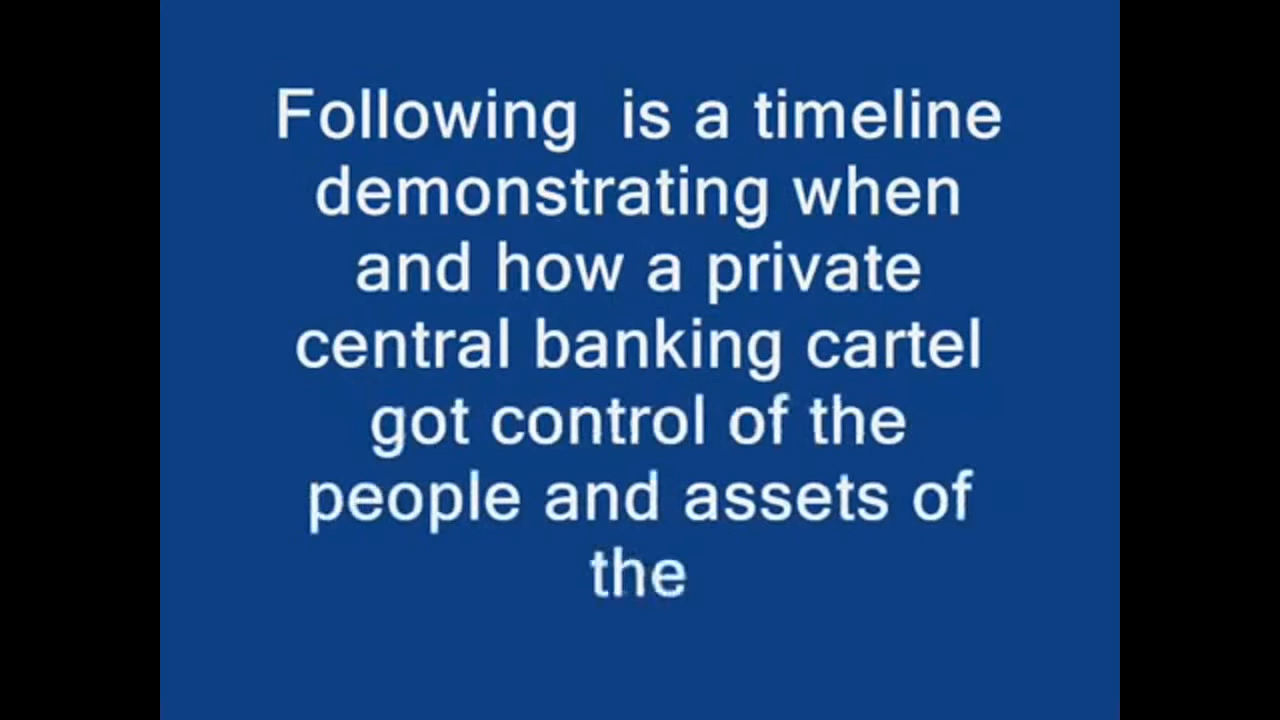 Following  is a timeline
demonstrating when
and how a private
central banking cartel
got control of the
people and assets of
the